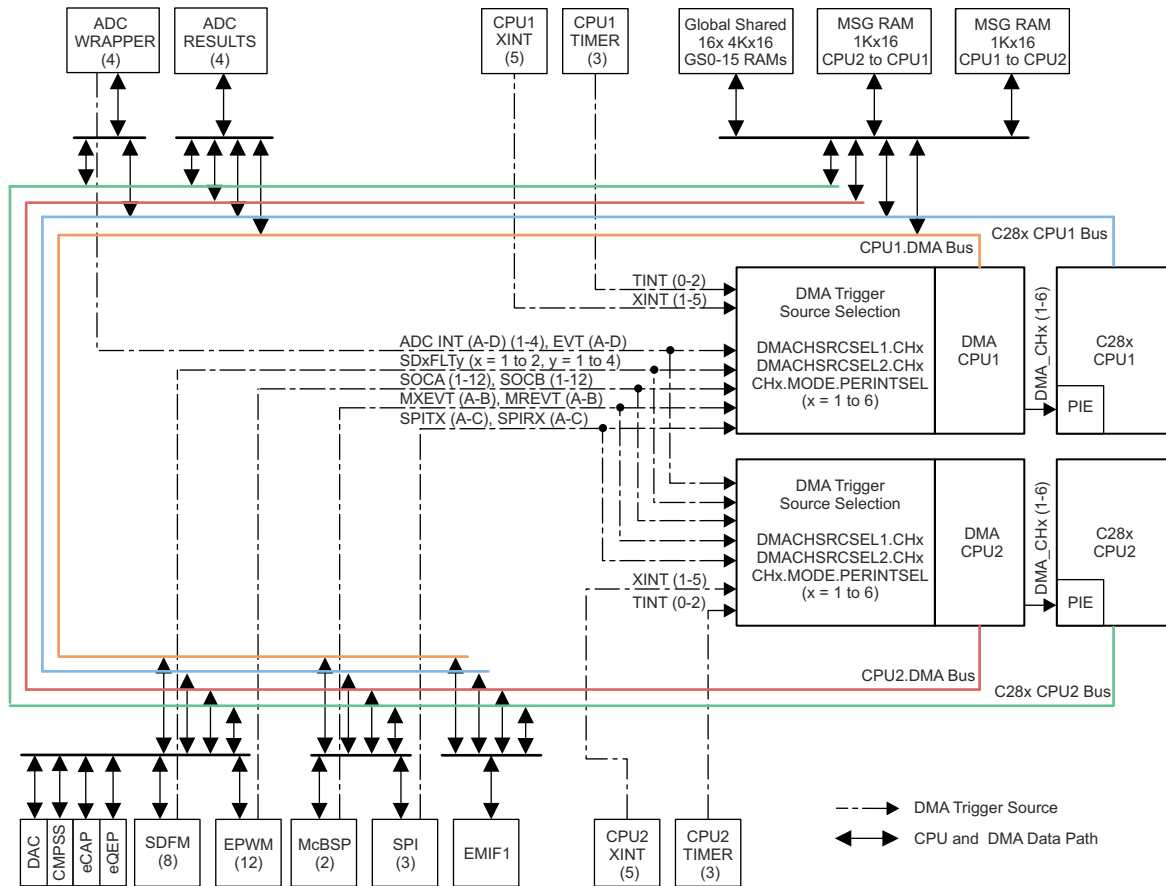 ADC
WRAPPER
(4)
ADC
RESULTS
(4)
CPU1
XINT
(5)
CPU1
TIMER
(3)
Global Shared
16x 4Kx16
GS0-15 RAMs
MSG RAM
1Kx16
CPU2 to CPU1
MSG RAM
1Kx16
CPU1 to CPU2
C28x CPU1 Bus
CPU1.DMA Bus
TINT (0-2)
XINT (1-5)
ADC INT (A-D) (1-4), EVT (A-D)
SDxFLTy (x = 1 to 2, y = 1 to 4)
SOCA (1-12), SOCB (1-12)
MXEVT (A-B), MREVT (A-B)
SPITX (A-C), SPIRX (A-C)
DMA Trigger
Source Selection
DMACHSRCSEL1.CHx
DMACHSRCSEL2.CHx
CHx.MODE.PERINTSEL
(x = 1 to 6)
DMA
CPU1
DMA_CHx (1-6)
C28x
CPU1
PIE
DMA Trigger
Source Selection
DMACHSRCSEL1.CHx
DMACHSRCSEL2.CHx
CHx.MODE.PERINTSEL
(x = 1 to 6)
DMA
CPU2
DMA_CHx (1-6)
C28x
CPU2
PIE
XINT (1-5)
TINT (0-2)
CPU2.DMA Bus
C28x CPU2 Bus
DAC
CMPSS
eCAP
eQEP
SDFM
(8)
EPWM
(12)
McBSP
(2)
SPI
(3)
EMIF1
CPU2
XINT
(5)
CPU2
TIMER
(3)
DMA Trigger Source
CPU and DMA Data Path